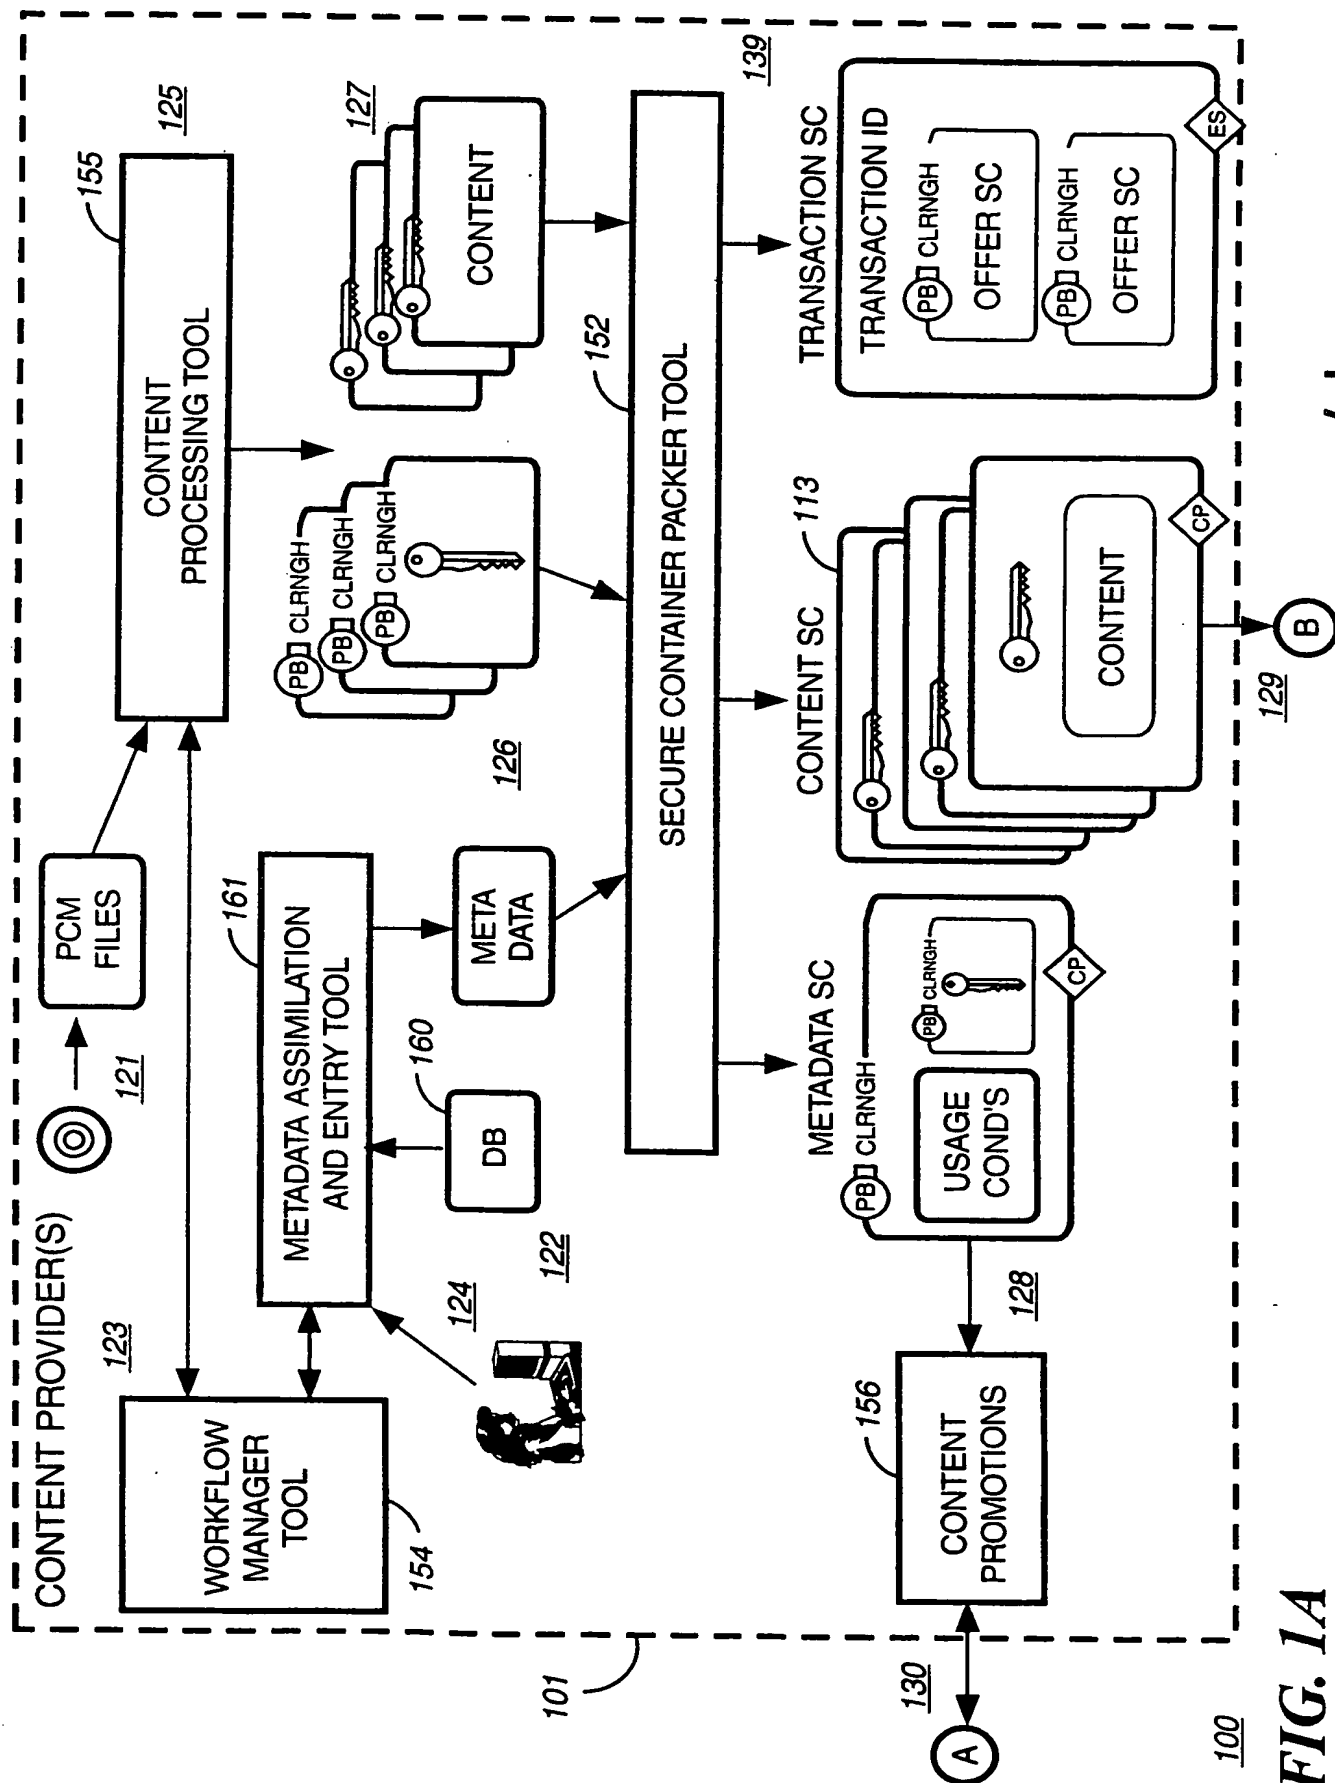 CONTENT PROVIDER(S)
121
PCM
FILES
155
125
CONTENT
PROCESSING TOOL
123
WORKFLOW
MANAGER
TOOL
154
161
METADATA ASSIMILATION
AND ENTRY TOOL
124
122
DB
160
META
DATA
126
PB CLRNGH
PB CLRNGH
PB CLRNGH
127
CONTENT
SECURE CONTAINER PACKER TOOL
152
139
METADATA SC
PB CLRNGH
USAGE
COND'S
PB CLRNGH
CP
CONTENT SC
113
CONTENT
CP
TRANSACTION SC
TRANSACTION ID
PB CLRNGH
OFFER SC
PB CLRNGH
OFFER SC
ES
128
156
CONTENT
PROMOTIONS
101
130
A
129
B
100
FIG. 1A